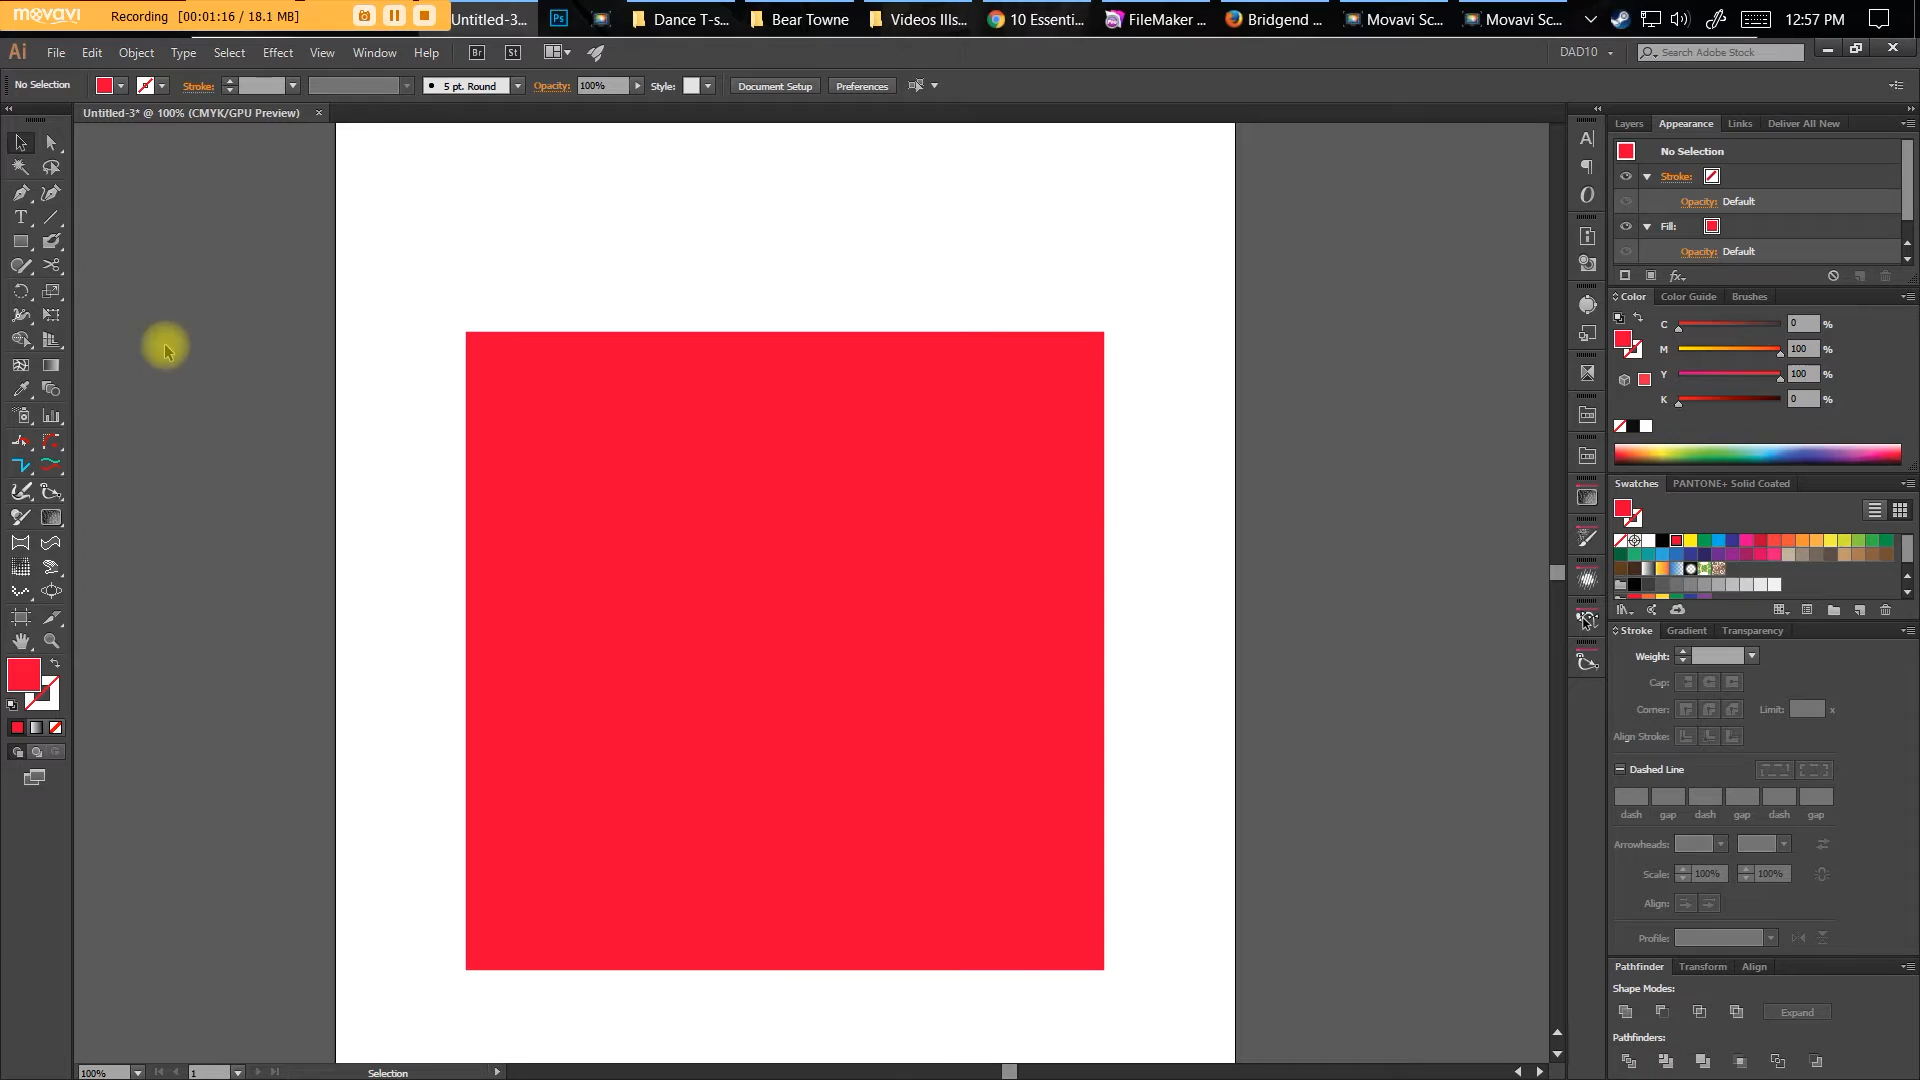 movavi Recording [00:01:16 / 18.1 MB] Untitled-3... Ps Dance T-s... Bear Towne Videos Ills... 10 Essenti... FileMaker ... Bridgend ... Movavi Sc... Movavi Sc... 12:57 PM
Ai File Edit Object Type Select Effect View Window Help Br St DAD10 Search Adobe Stock
No Selection Stroke: 5 pt. Round Opacity: 100% Style: Document Setup Preferences
Untitled-3* @ 100% (CMYK/GPU Preview)
Layers Appearance Links Deliver All New
No Selection
Stroke:
Opacity: Default
Fill:
Opacity: Default
fx
Color Color Guide Brushes
C 0 %
M 100 %
Y 100 %
K 0 %
Swatches PANTONE+ Solid Coated
Stroke Gradient Transparency
Weight:
Cap:
Corner: Limit: x
Align Stroke:
Dashed Line
dash gap dash gap dash gap
Arrowheads:
Scale: 100% 100%
Align:
Profile:
Pathfinder Transform Align
Shape Modes:
Expand
Pathfinders:
100% 1 Selection